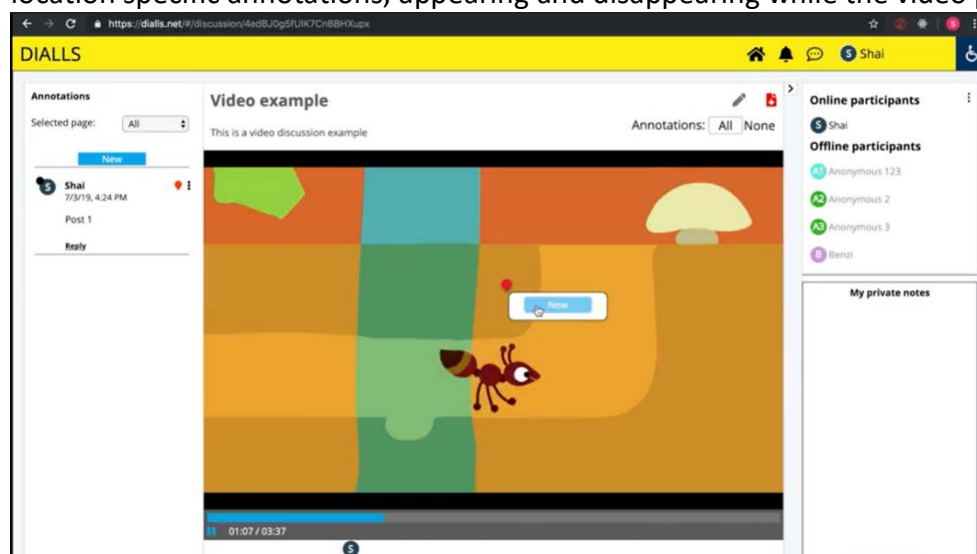 location specific annotations, appearing and disappearing while the video
https://dialls.net/#/discussion/4edBJ0g5fUIK7CnBBHXupx
DIALLS
S Shai
Annotations
Selected page: All
New
S Shai
7/3/19, 4:24 PM
Post 1
Reply
Video example
This is a video discussion example
Annotations: All None
New
01:07 / 03:37
S
Online participants
S Shai
Offline participants
A1 Anonymous 123
A2 Anonymous 2
A3 Anonymous 3
B Benzi
My private notes